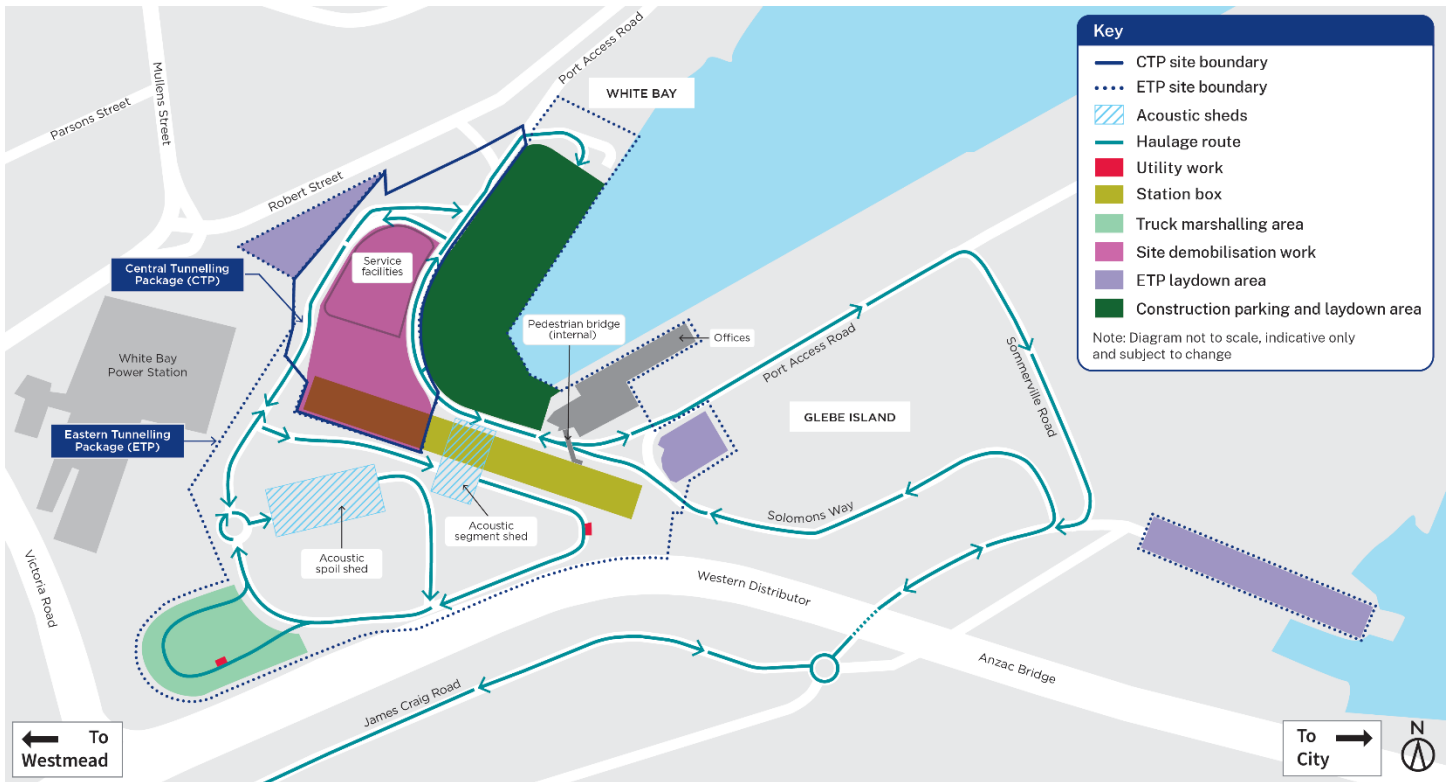 Port Access Road
WHITE BAY
Mullens Street
Parsons Street
Robert Street
Key
CTP site boundary
ETP site boundary
Acoustic sheds
Haulage route
Utility work
Station box
Truck marshalling area
Site demobilisation work
ETP laydown area
Construction parking and laydown area
Note: Diagram not to scale, indicative only
and subject to change
Central Tunnelling
Package (CTP)
Service
facilities
Pedestrian bridge
(internal)
Offices
Port Access Road
Sommerville Road
White Bay
Power Station
GLEBE ISLAND
Eastern Tunnelling
Package (ETP)
Solomons Way
Acoustic
segment shed
Acoustic
spoil shed
Victoria Road
Western Distributor
Anzac Bridge
James Craig Road
To
Westmead
To
City
N